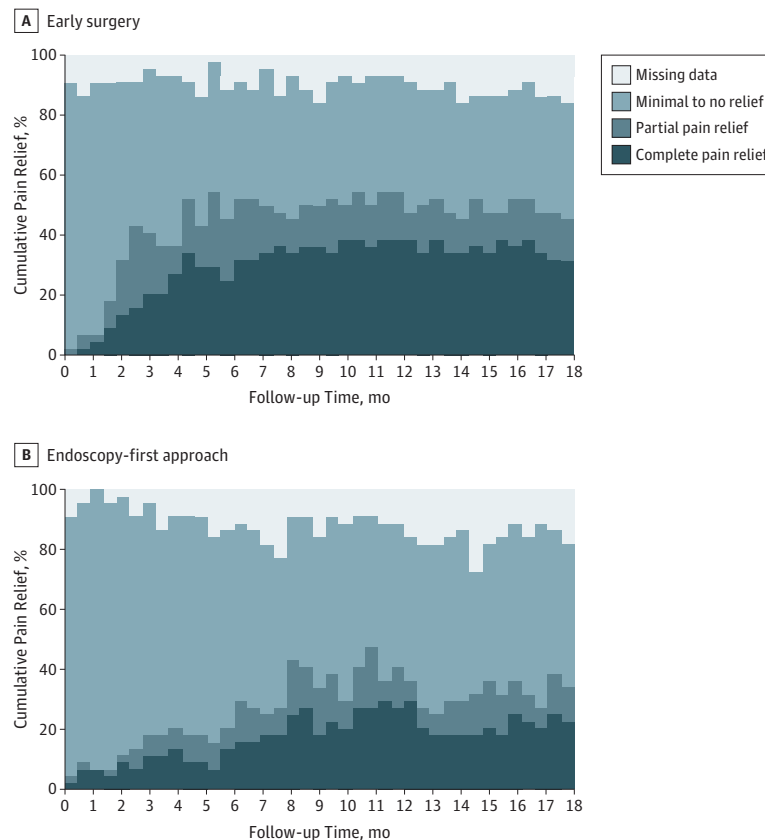 A Early surgery
100
80
60
40
20
0
Cumulative Pain Relief, %
0 1 2 3 4 5 6 7 8 9 10 11 12 13 14 15 16 17 18
Follow-up Time, mo
Missing data
Minimal to no relief
Partial pain relief
Complete pain relief
B Endoscopy-first approach
100
80
60
40
20
0
Cumulative Pain Relief, %
0 1 2 3 4 5 6 7 8 9 10 11 12 13 14 15 16 17 18
Follow-up Time, mo